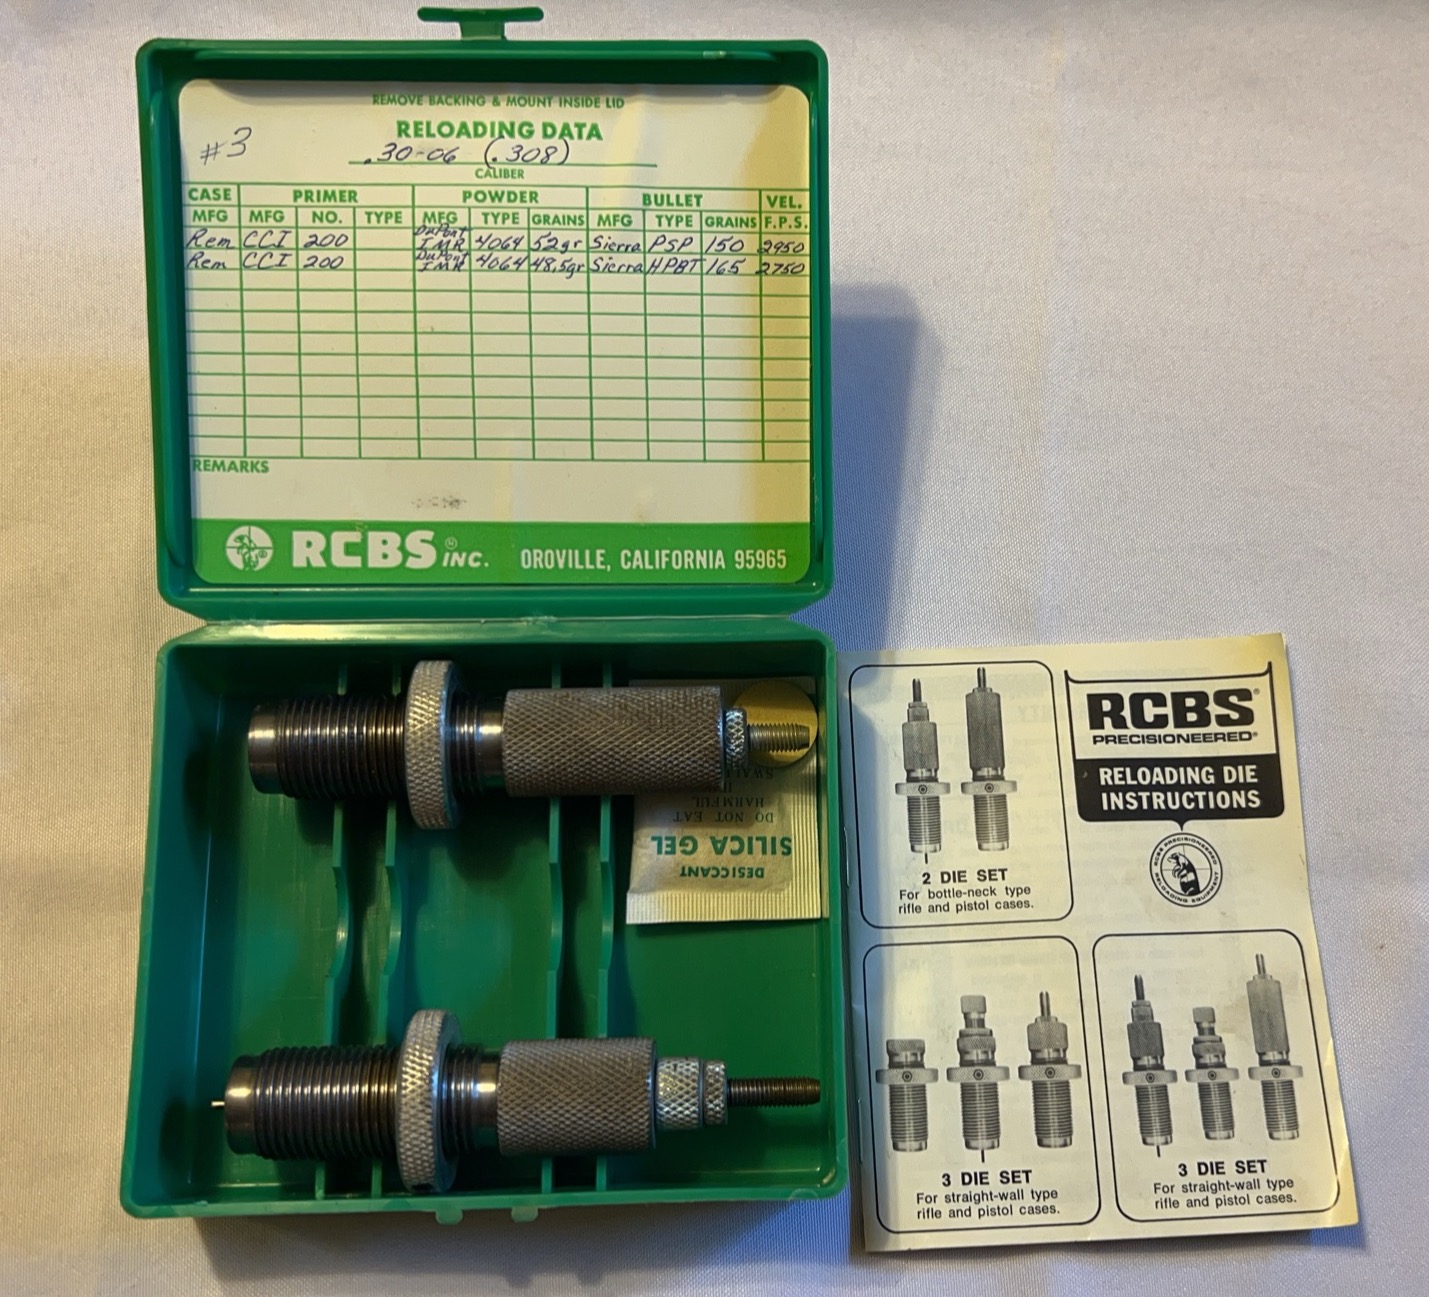 REMOVE BACKING & MOUNT INSIDE LID
RELOADING DATA
#3
.30-06 (.308)
CALIBER
CASE PRIMER POWDER BULLET VEL.
MFG MFG NO. TYPE MFG TYPE GRAINS MFG TYPE GRAINS F.P.S.
Rem CCI 200 DuPont IMR 4064 52gr Sierra PSP 150 2950
Rem CCI 200 DuPont IMR 4064 48,5gr Sierra HPBT 165 2750
REMARKS
RCBS ® INC. OROVILLE, CALIFORNIA 95965
DESICCANT
SILICA GEL
DO NOT EAT
HARMFUL
RCBS®
PRECISIONEERED®
RELOADING DIE
INSTRUCTIONS
RCBS PRECISIONEERED RELOADING EQUIPMENT
2 DIE SET
For bottle-neck type
rifle and pistol cases.
3 DIE SET
For straight-wall type
rifle and pistol cases.
3 DIE SET
For straight-wall type
rifle and pistol cases.